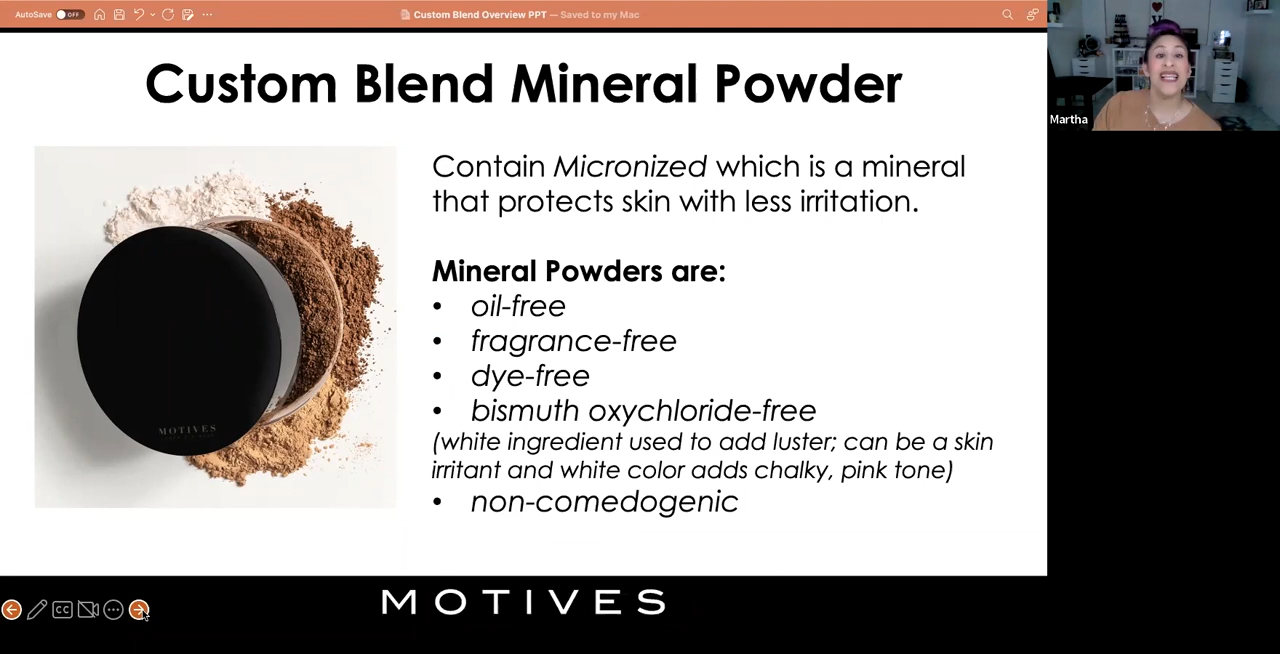 AutoSave OFF
Custom Blend Overview PPT — Saved to my Mac
Custom Blend Mineral Powder
Contain Micronized which is a mineral
that protects skin with less irritation.
Mineral Powders are:
• oil-free
• fragrance-free
• dye-free
• bismuth oxychloride-free
(white ingredient used to add luster; can be a skin
irritant and white color adds chalky, pink tone)
• non-comedogenic
MOTIVES
Martha
CC
MOTIVES